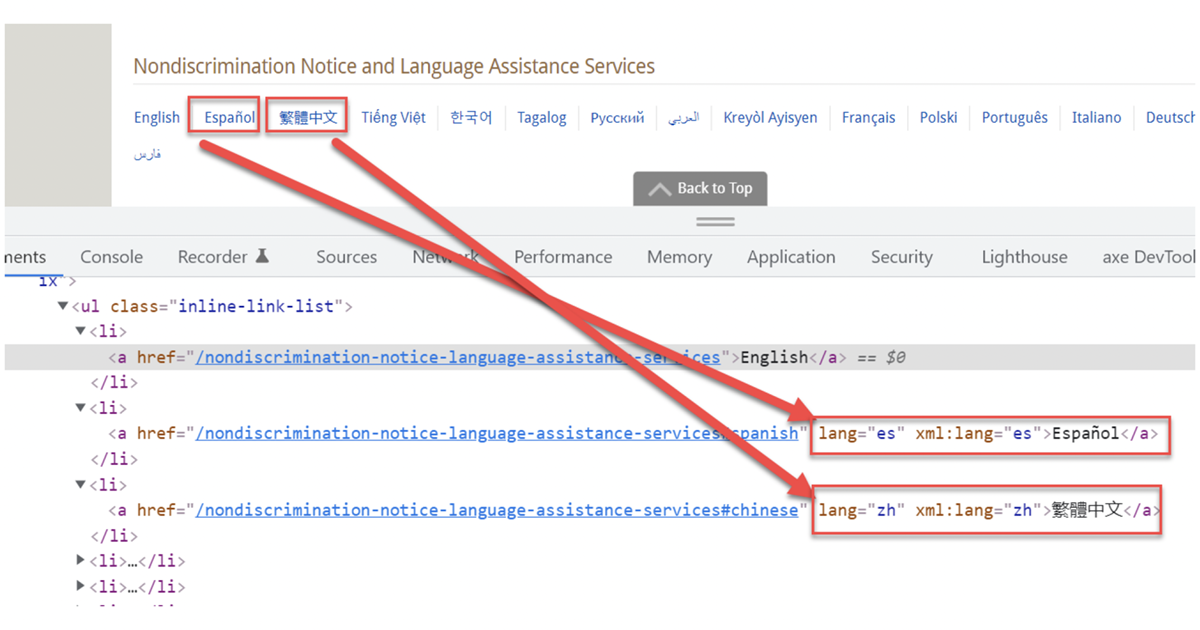 Nondiscrimination Notice and Language Assistance Services
English Español 繁體中文 Tiếng Việt 한국어 Tagalog Русский العربي Kreyòl Ayisyen Français Polski Português Italiano Deutsch
فارس
Back to Top
ments Console Recorder Sources Network Performance Memory Application Security Lighthouse axe DevTool
ix">
▼<ul class="inline-link-list">
▼<li>
<a href="/nondiscrimination-notice-language-assistance-services">English</a> == $0
</li>
▼<li>
<a href="/nondiscrimination-notice-language-assistance-services#spanish" lang="es" xml:lang="es">Español</a>
</li>
▼<li>
<a href="/nondiscrimination-notice-language-assistance-services#chinese" lang="zh" xml:lang="zh">繁體中文</a>
</li>
▶<li>…</li>
▶<li>…</li>